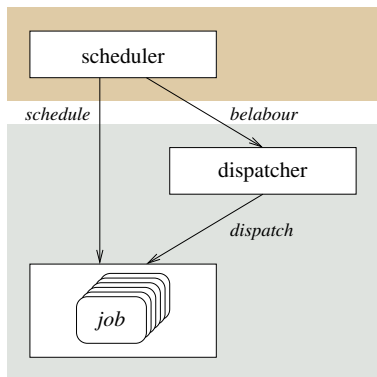 scheduler
schedule
belabour
dispatcher
dispatch
job